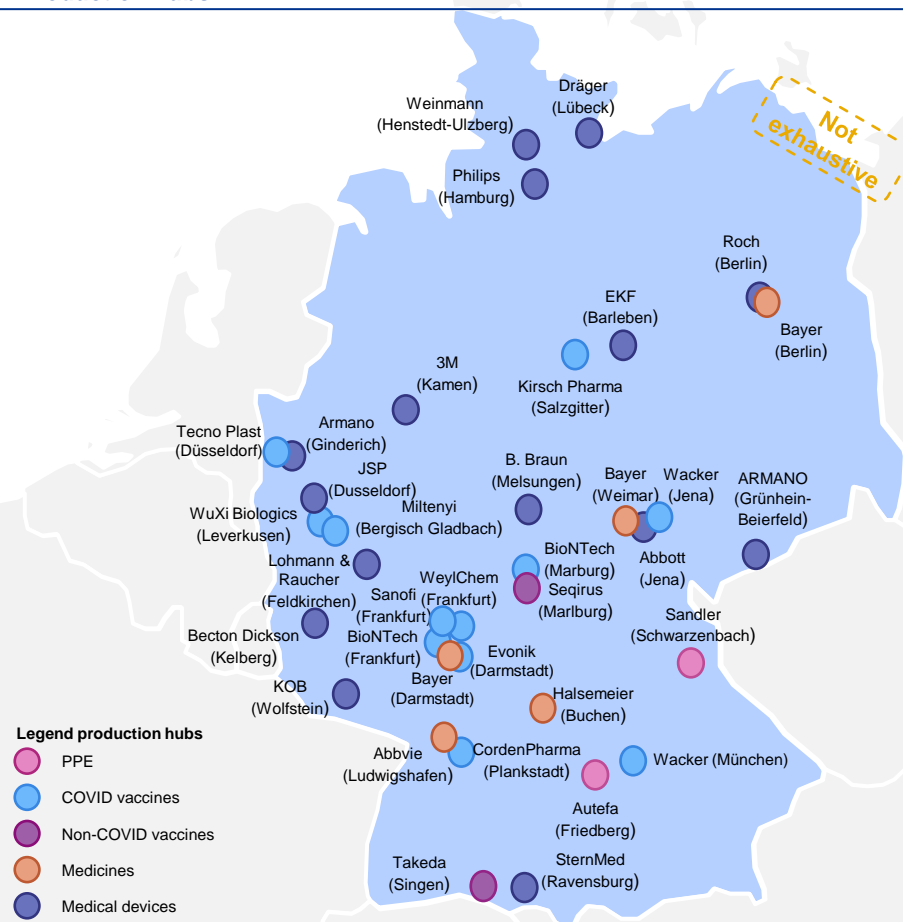 Dräger
(Lübeck)
Weinmann
(Henstedt-Ulzberg)
Not
exhaustive
Philips
(Hamburg)
Roch
(Berlin)
EKF
(Barleben)
Bayer
(Berlin)
3M
(Kamen)
Kirsch Pharma
(Salzgitter)
Tecno Plast
(Düsseldorf)
Armano
(Ginderich)
JSP
(Dusseldorf)
B. Braun
(Melsungen)
Bayer
(Weimar)
Wacker
(Jena)
ARMANO
(Grünhein-
Beierfeld)
WuXi Biologics
(Leverkusen)
Miltenyi
(Bergisch Gladbach)
Lohmann &
Raucher
(Feldkirchen)
BioNTech
(Marburg)
Seqirus
(Marlburg)
Abbott
(Jena)
WeylChem
(Frankfurt)
Sanofi
(Frankfurt)
Sandler
(Schwarzenbach)
Becton Dickson
(Kelberg)
BioNTech
(Frankfurt)
Evonik
(Darmstadt)
Bayer
(Darmstadt)
KOB
(Wolfstein)
Halsemeier
(Buchen)
Abbvie
(Ludwigshafen)
CordenPharma
(Plankstadt)
Wacker (München)
Autefa
(Friedberg)
Takeda
(Singen)
SternMed
(Ravensburg)
Legend production hubs
PPE
COVID vaccines
Non-COVID vaccines
Medicines
Medical devices